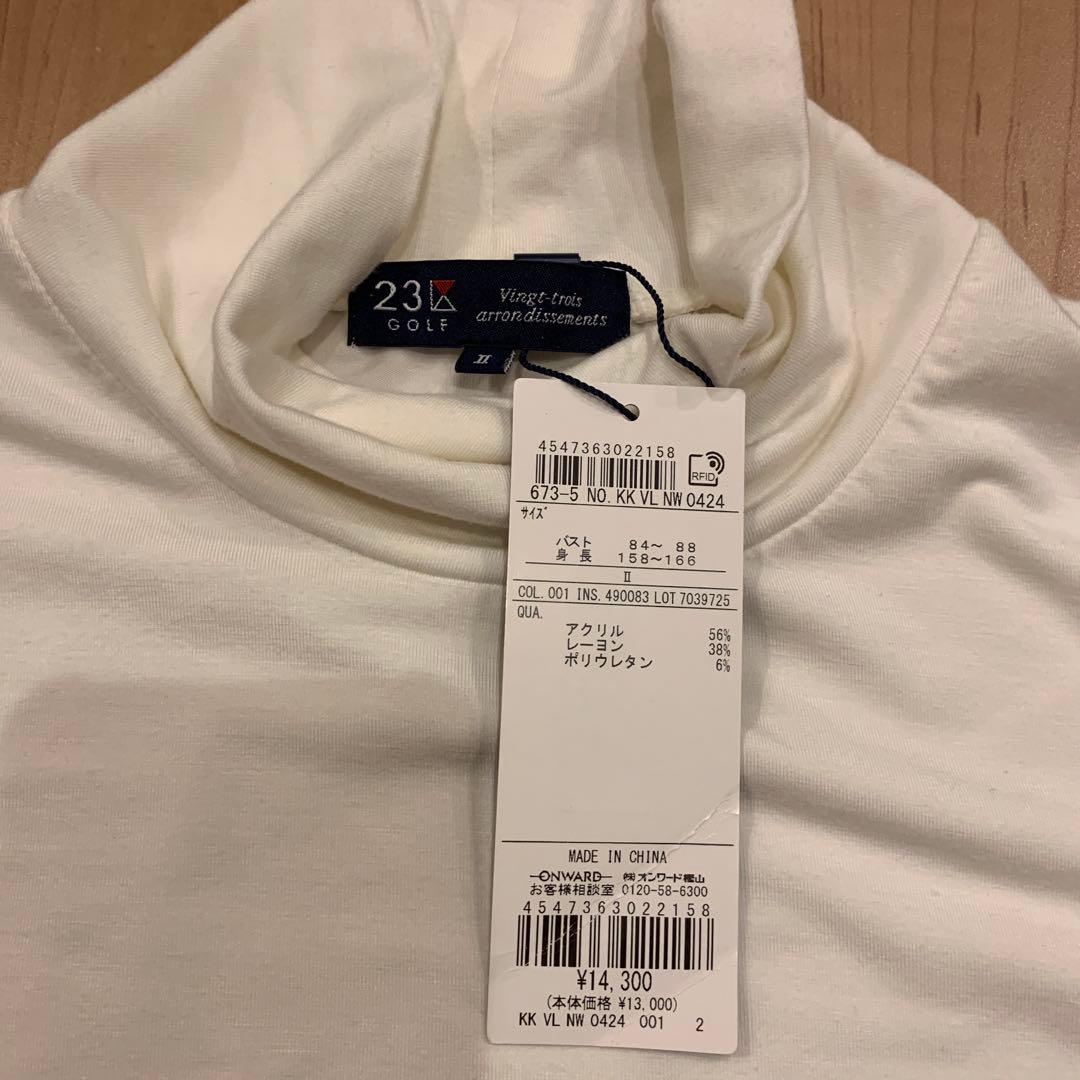 23
GOLF
Vingt-trois
arrondissements
II
4547363022158
RFID
673-5 NO. KK VL NW 0424
ｻｲｽﾞ
バスト 84～ 88
身長 158～166
Ⅱ
COL. 001 INS. 490083 LOT 7039725
QUA.
アクリル 56%
レーヨン 38%
ポリウレタン 6%
MADE IN CHINA
ONWARD ㈱オンワード樫山
お客様相談室 0120-58-6300
4547363022158
¥14,300
(本体価格 ¥13,000)
KK VL NW 0424 001 2